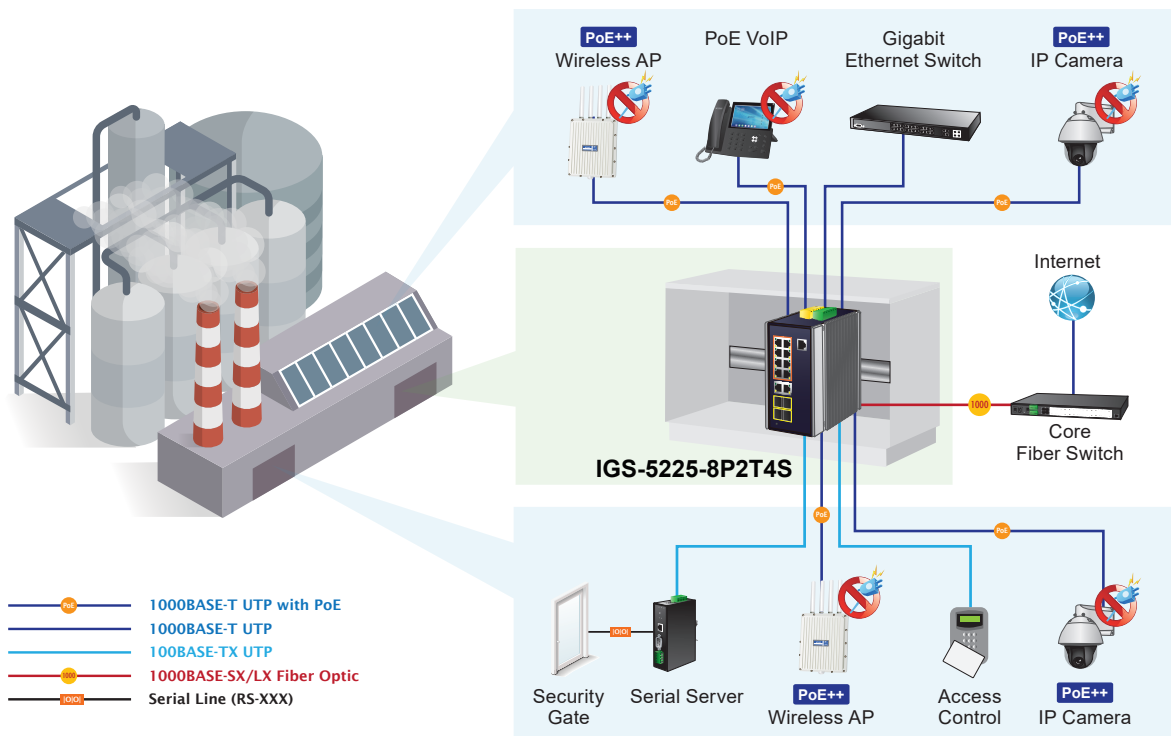 PoE++
Wireless AP
PoE VoIP
Gigabit
Ethernet Switch
PoE++
IP Camera
PoE
PoE
PoE
Internet
1000
Core
Fiber Switch
IGS-5225-8P2T4S
PoE
PoE
|O|O|
Security
Gate
Serial Server
PoE++
Wireless AP
Access
Control
PoE++
IP Camera
PoE
1000BASE-T UTP with PoE
1000BASE-T UTP
100BASE-TX UTP
1000
1000BASE-SX/LX Fiber Optic
|O|O|
Serial Line (RS-XXX)